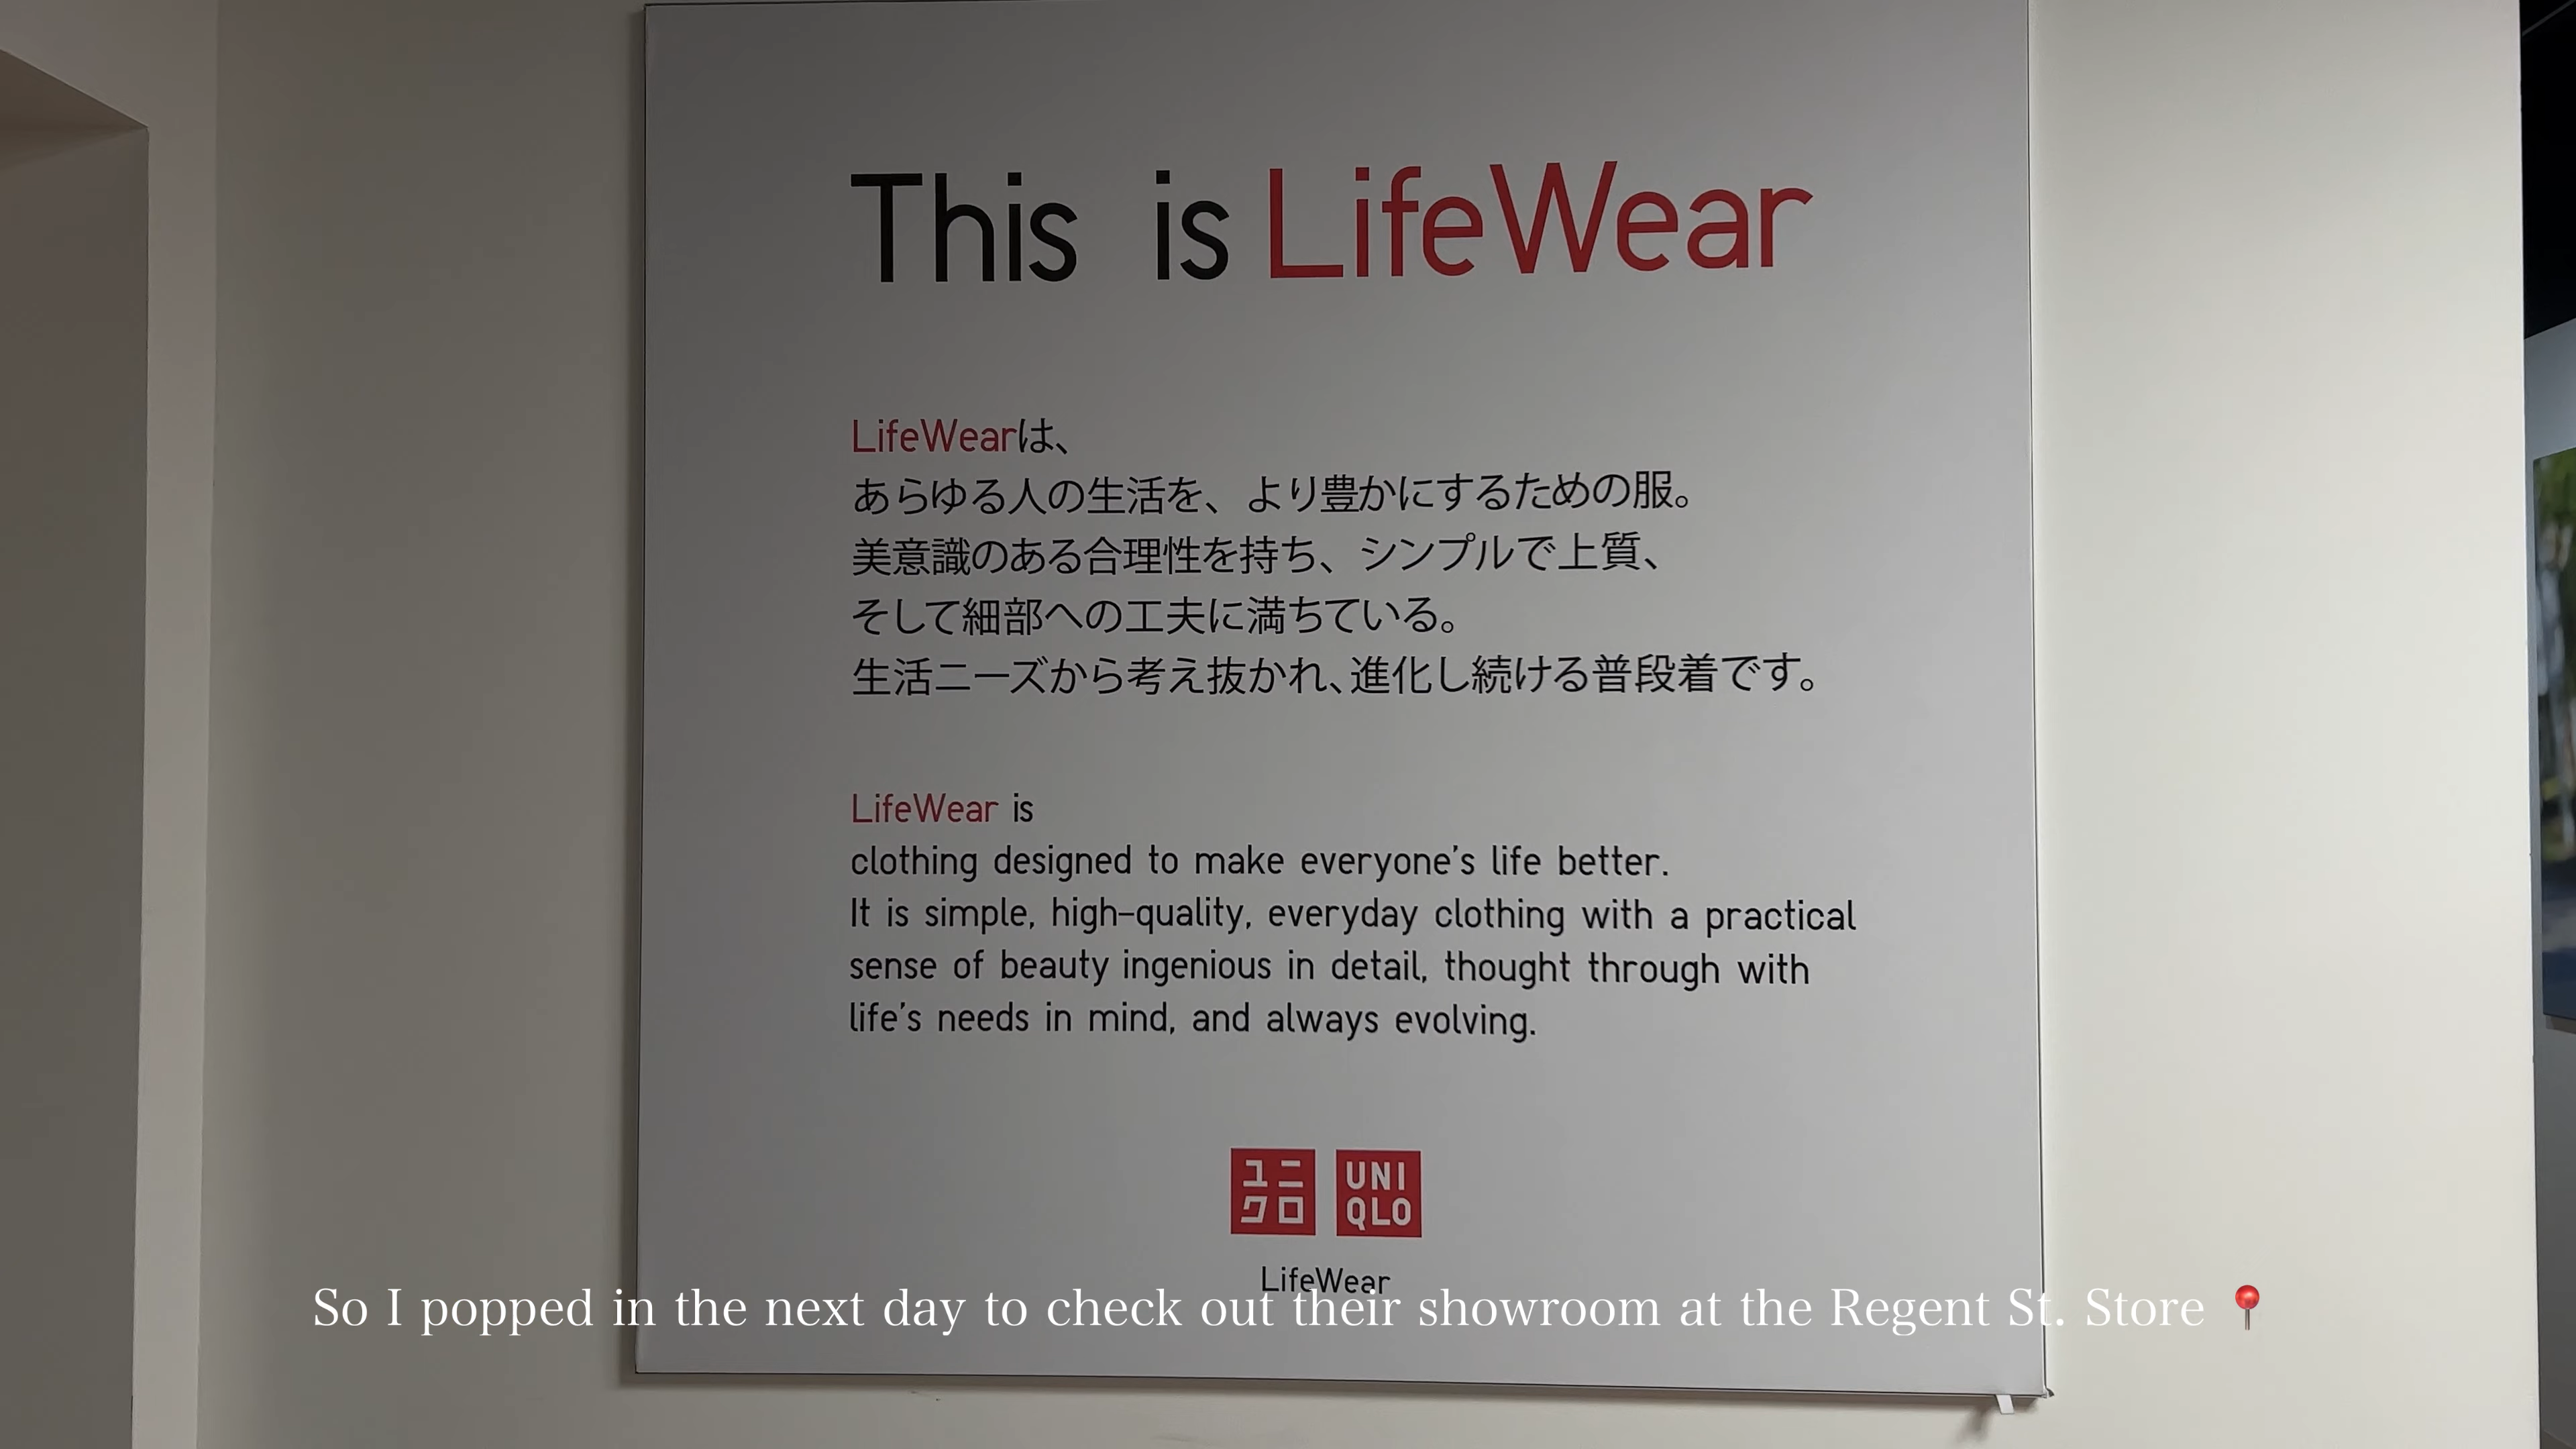 This is LifeWear
LifeWearは、
あらゆる人の生活を、より豊かにするための服。
美意識のある合理性を持ち、シンプルで上質、
そして細部への工夫に満ちている。
生活ニーズから考え抜かれ、進化し続ける普段着です。
LifeWear is
clothing designed to make everyone's life better.
It is simple, high-quality, everyday clothing with a practical
sense of beauty ingenious in detail, thought through with
life's needs in mind, and always evolving.
ユニ UNI
クロ QLO
LifeWear
So I popped in the next day to check out their showroom at the Regent St. Store 📍